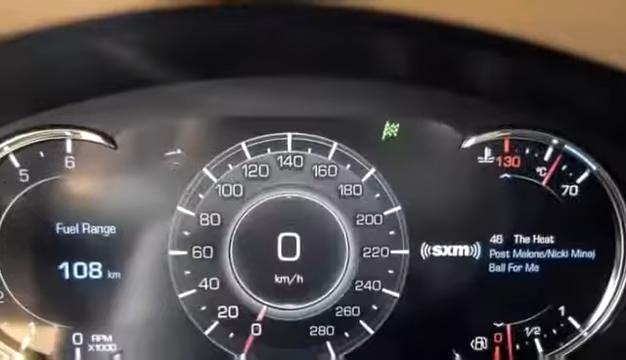 5
6
Fuel Range
108 km
0
RPM
X1000
0
20
40
60
80
100
120
140
160
180
200
220
240
260
280
0
km/h
130
°C
70
((sxm))
46 The Heat
Post Malone/Nicki Minaj
Ball For Me
0
1/2
1